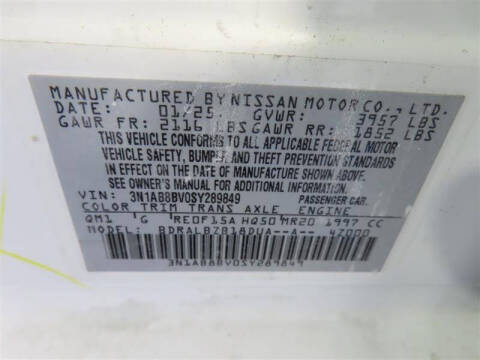 MANUFACTURED BY NISSAN MOTOR CO., LTD.
DATE: 01/25 GVWR: 3957 LBS
GAWR FR: 2116 LBS GAWR RR: 1852 LBS
THIS VEHICLE CONFORMS TO ALL APPLICABLE FEDERAL MOTOR
VEHICLE SAFETY, BUMPER, AND THEFT PREVENTION STANDARDS
IN EFFECT ON THE DATE OF MANUFACTURE SHOWN ABOVE.
SEE OWNER'S MANUAL FOR ADDITIONAL INFORMATION.
VIN: 3N1AB8BV0SY289849 PASSENGER CAR.
COLOR TRIM TRANS AXLE ENGINE
QM1 G RE0F15A HQ50 MR20 1997 CC
MODEL: BDRALBZB18DUA--A-- 47000
3N1AB8BV0SY289849